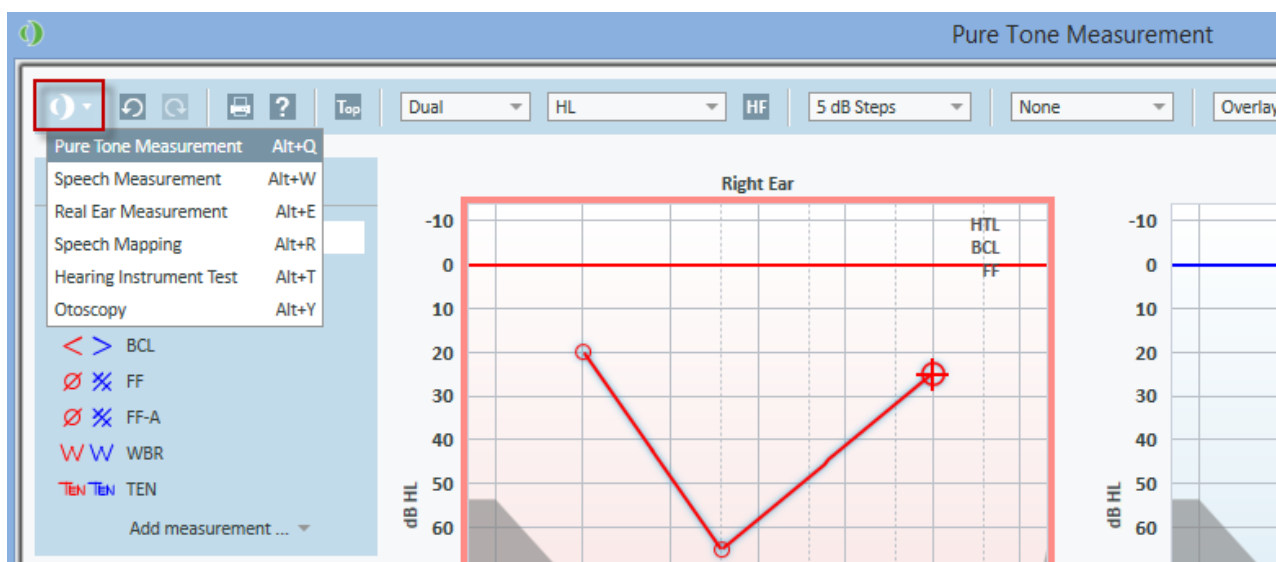 Pure Tone Measurement
Top Dual HL HF 5 dB Steps None Overlay
?
Pure Tone Measurement Alt+Q
Speech Measurement Alt+W
Real Ear Measurement Alt+E
Speech Mapping Alt+R
Hearing Instrument Test Alt+T
Otoscopy Alt+Y
BCL
FF
FF-A
WBR
TEN TEN TEN
Add measurement ...
Right Ear
HTL
BCL
FF
-10
0
10
20
30
40
50
60
dB HL
-10
0
10
20
30
40
50
60
dB HL